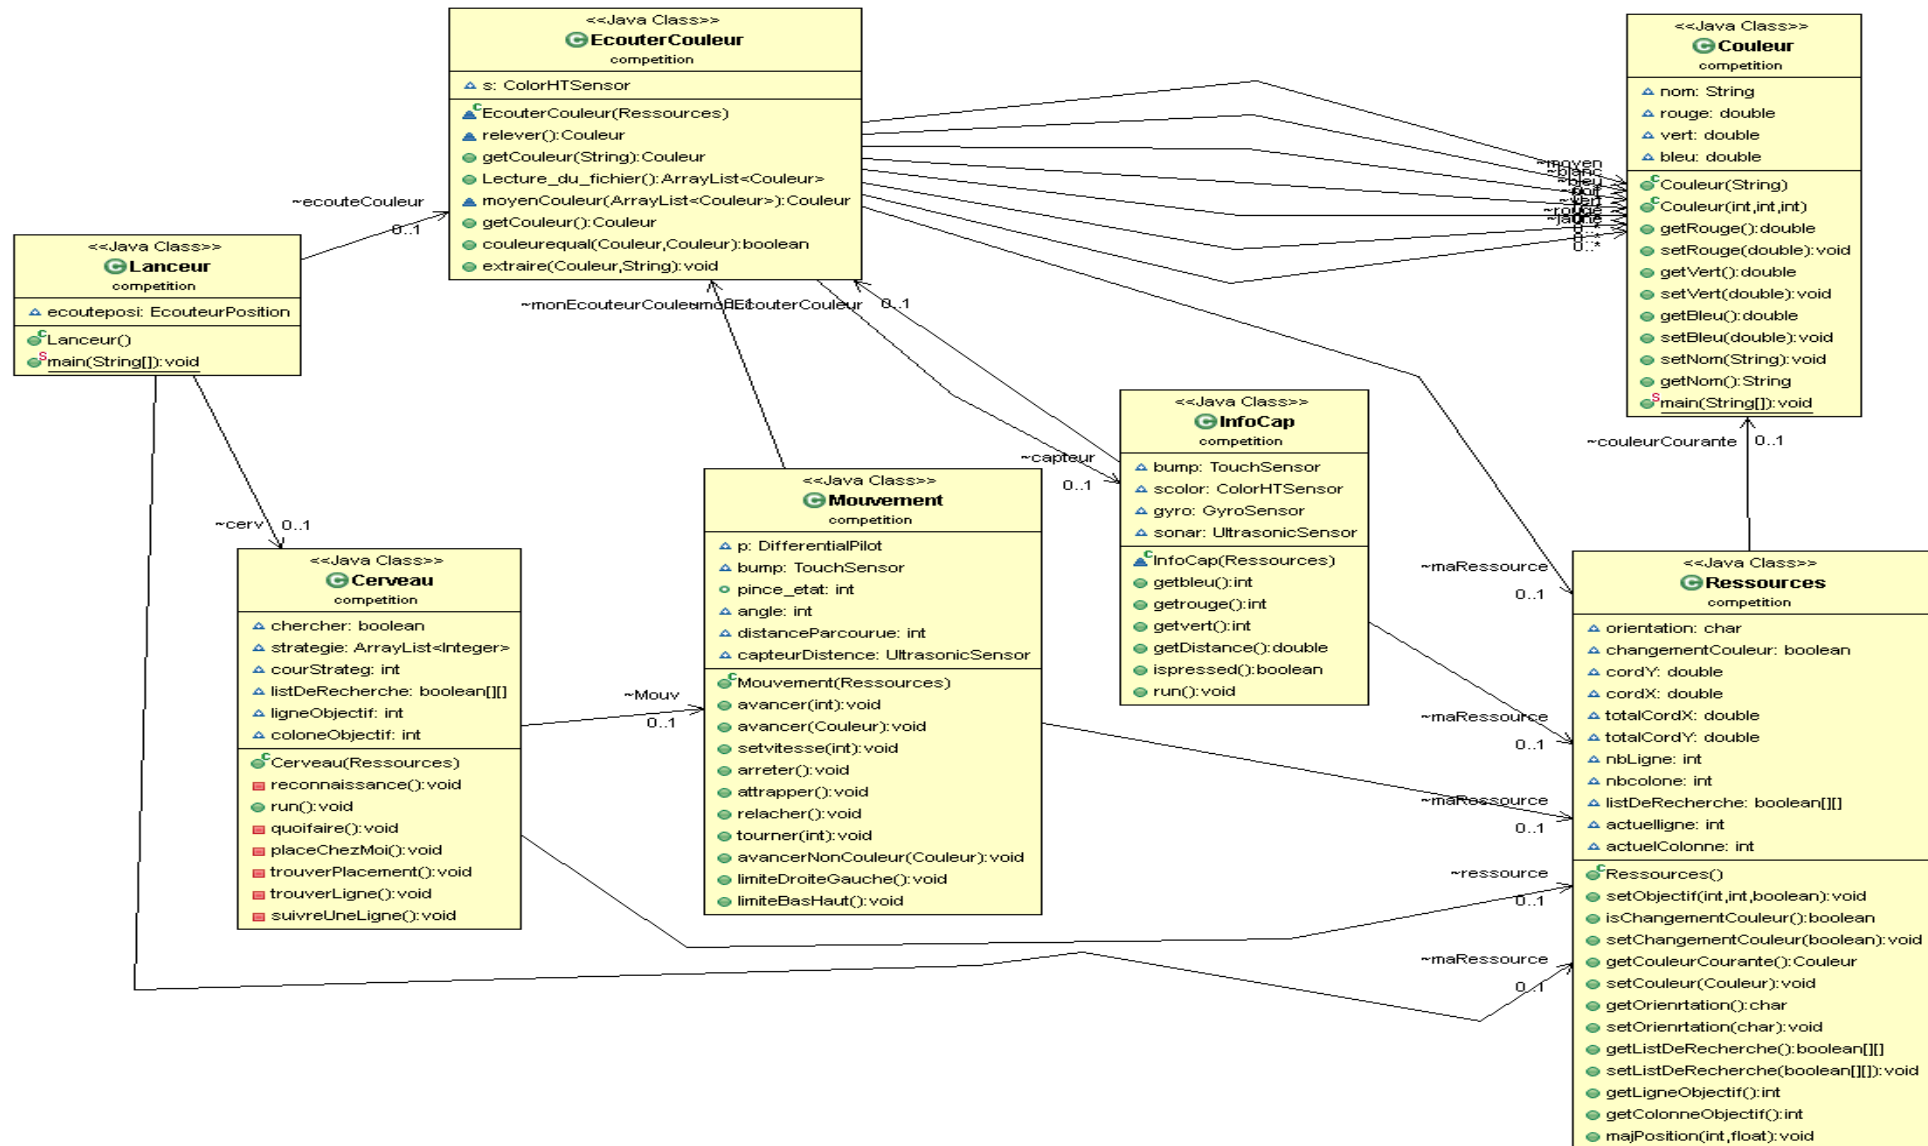 <<Java Class>>
EcouterCouleur
competition
s: ColorHTSensor
EcouterCouleur(Ressources)
relever():Couleur
getCouleur(String):Couleur
Lecture_du_fichier():ArrayList<Couleur>
moyenCouleur(ArrayList<Couleur>):Couleur
getCouleur():Couleur
couleurequal(Couleur,Couleur):boolean
extraire(Couleur,String):void
<<Java Class>>
Couleur
competition
nom: String
rouge: double
vert: double
bleu: double
Couleur(String)
Couleur(int,int,int)
getRouge():double
setRouge(double):void
getVert():double
setVert(double):void
getBleu():double
setBleu(double):void
setNom(String):void
getNom():String
main(String[]):void
~moyen
~blanc
~bleu
~vert
~rouge
~jaune
0..*
0..*
~ecouteCouleur
0..1
<<Java Class>>
Lanceur
competition
ecouteposi: EcouteurPosition
Lanceur()
main(String[]):void
~monEcouteurCouleur
0..1
~monEcouterCouleur
0..1
~capteur
0..1
~couleurCourante
0..1
~cerv
0..1
<<Java Class>>
InfoCap
competition
bump: TouchSensor
scolor: ColorHTSensor
gyro: GyroSensor
sonar: UltrasonicSensor
InfoCap(Ressources)
getbleu():int
getrouge():int
getvert():int
getDistance():double
ispressed():boolean
run():void
<<Java Class>>
Mouvement
competition
p: DifferentialPilot
bump: TouchSensor
pince_etat: int
angle: int
distanceParcourue: int
capteurDistence: UltrasonicSensor
Mouvement(Ressources)
avancer(int):void
avancer(Couleur):void
setvitesse(int):void
arreter():void
attrapper():void
relacher():void
tourner(int):void
avancerNonCouleur(Couleur):void
limiteDroiteGauche():void
limiteBasHaut():void
<<Java Class>>
Cerveau
competition
chercher: boolean
strategie: ArrayList<Integer>
courStrateg: int
listDeRecherche: boolean[][]
ligneObjectif: int
coloneObjectif: int
Cerveau(Ressources)
reconnaissance():void
run():void
quoifaire():void
placeChezMoi():void
trouverPlacement():void
trouverLigne():void
suivreUneLigne():void
~Mouv
0..1
~maRessource
0..1
~maRessource
0..1
~maRessource
0..1
~ressource
0..1
~maRessource
0..1
<<Java Class>>
Ressources
competition
orientation: char
changementCouleur: boolean
cordY: double
cordX: double
totalCordX: double
totalCordY: double
nbLigne: int
nbcolone: int
listDeRecherche: boolean[][]
actuelligne: int
actuelColonne: int
Ressources()
setObjectif(int,int,boolean):void
isChangementCouleur():boolean
setChangementCouleur(boolean):void
getCouleurCourante():Couleur
setCouleur(Couleur):void
getOrienrtation():char
setOrienrtation(char):void
getListDeRecherche():boolean[][]
setListDeRecherche(boolean[][]):void
getLigneObjectif():int
getColonneObjectif():int
majPosition(int,float):void